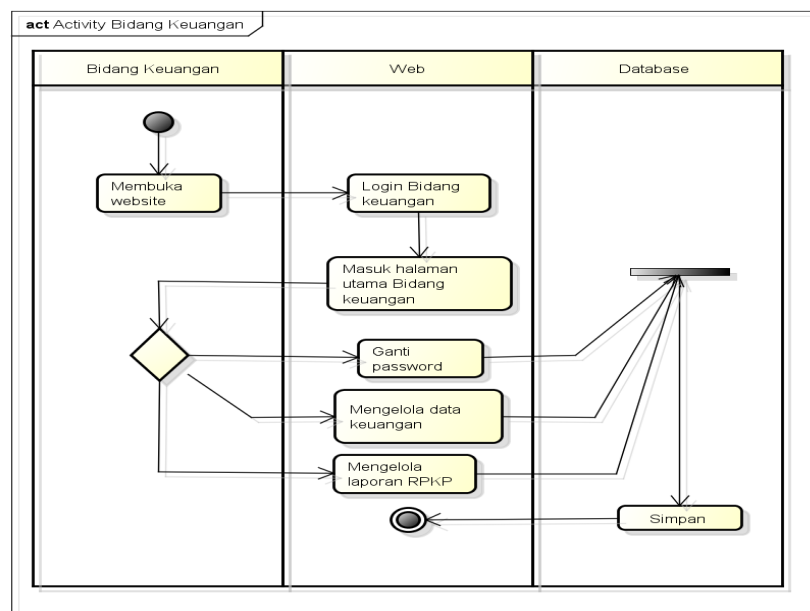 act Activity Bidang Keuangan
Bidang Keuangan
Web
Database
Membuka
website
Login Bidang
keuangan
Masuk halaman
utama Bidang
keuangan
Ganti
password
Mengelola data
keuangan
Mengelola
laporan RPKP
Simpan